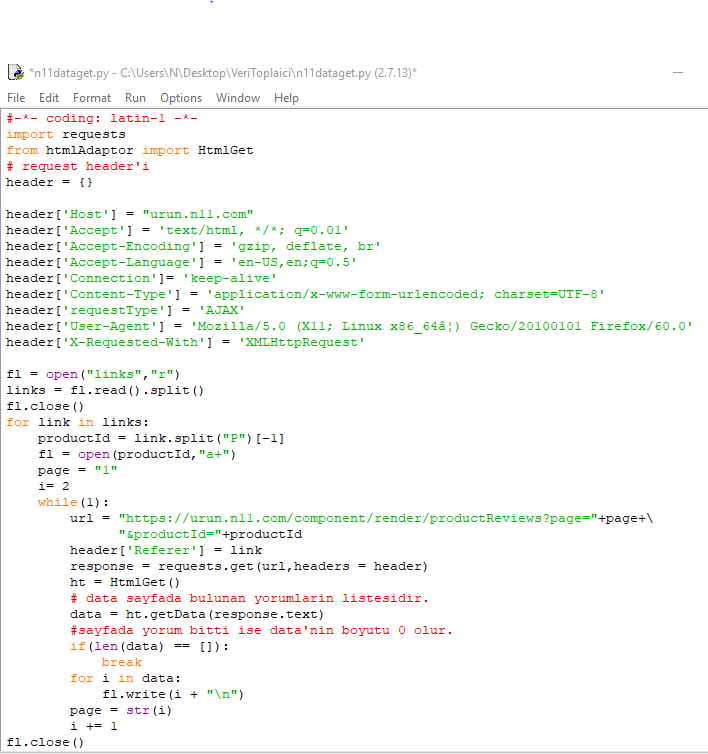 *n11dataget.py - C:\Users\N\Desktop\VeriToplaici\n11dataget.py (2.7.13)*
File Edit Format Run Options Window Help
#-*- coding: latin-1 -*-
import requests
from htmlAdaptor import HtmlGet
# request header'i
header = {}
header['Host'] = "urun.n11.com"
header['Accept'] = 'text/html, */*; q=0.01'
header['Accept-Encoding'] = 'gzip, deflate, br'
header['Accept-Language'] = 'en-US,en;q=0.5'
header['Connection']= 'keep-alive'
header['Content-Type'] = 'application/x-www-form-urlencoded; charset=UTF-8'
header['requestType'] = 'AJAX'
header['User-Agent'] = 'Mozilla/5.0 (X11; Linux x86_64â¦) Gecko/20100101 Firefox/60.0'
header['X-Requested-With'] = 'XMLHttpRequest'
fl = open("links","r")
links = fl.read().split()
fl.close()
for link in links:
    productId = link.split("P")[-1]
    fl = open(productId,"a+")
    page = "1"
    i= 2
    while(1):
        url = "https://urun.n11.com/component/render/productReviews?page="+page+\
              "&productId="+productId
        header['Referer'] = link
        response = requests.get(url,headers = header)
        ht = HtmlGet()
        # data sayfada bulunan yorumlarin listesidir.
        data = ht.getData(response.text)
        #sayfada yorum bitti ise data'nin boyutu 0 olur.
        if(len(data) == []):
            break
        for i in data:
            fl.write(i + "\n")
        page = str(i)
        i += 1
fl.close()